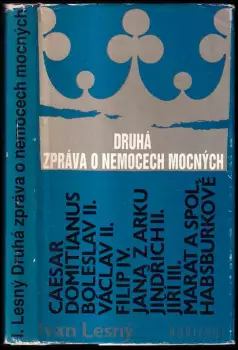 I. Lesný Druhá zpráva o nemocech mocných
DRUHÁ
ZPRÁVA O NEMOCECH MOCNÝCH
CAESAR
DOMITIANUS
BOLESLAV II.
VÁCLAV II.
FILIP IV.
JANA Z ARKU
JINDŘICH II.
JIŘÍ III.
MARAT A SPOL.
HABSBURKOVÉ
Ivan Lesný